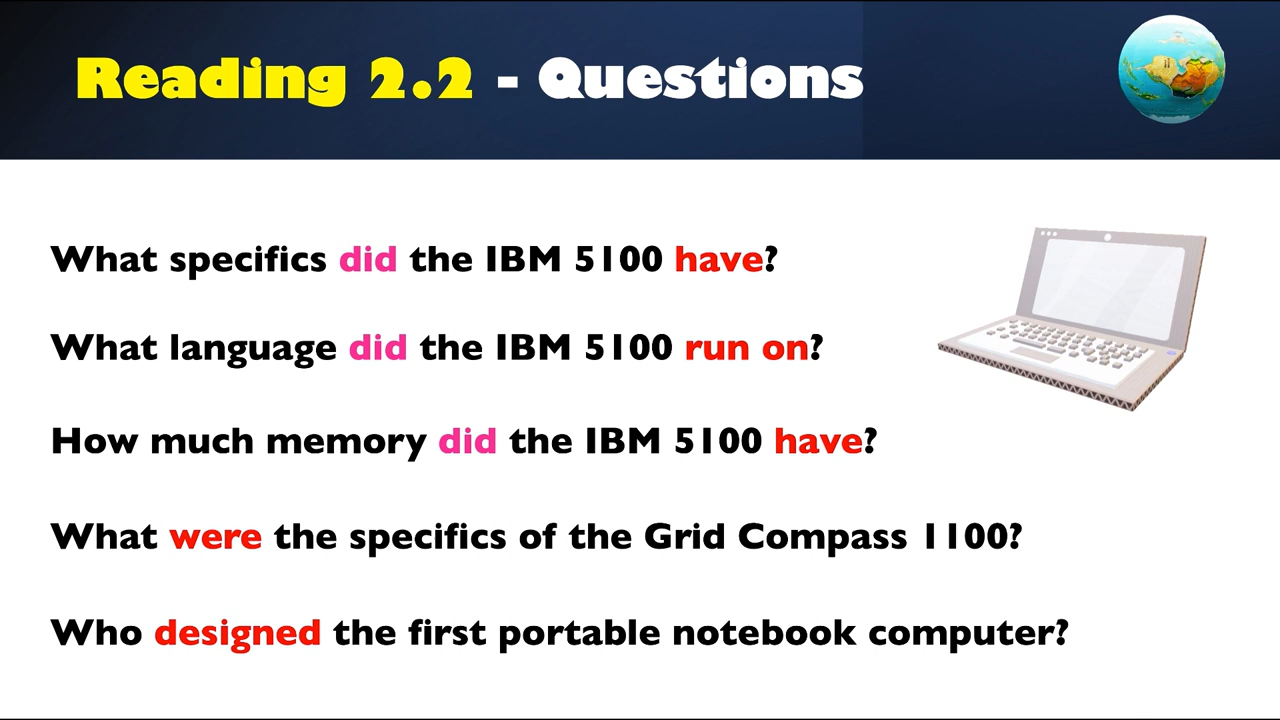 Reading 2.2 - Questions
What specifics did the IBM 5100 have?
What language did the IBM 5100 run on?
How much memory did the IBM 5100 have?
What were the specifics of the Grid Compass 1100?
Who designed the first portable notebook computer?